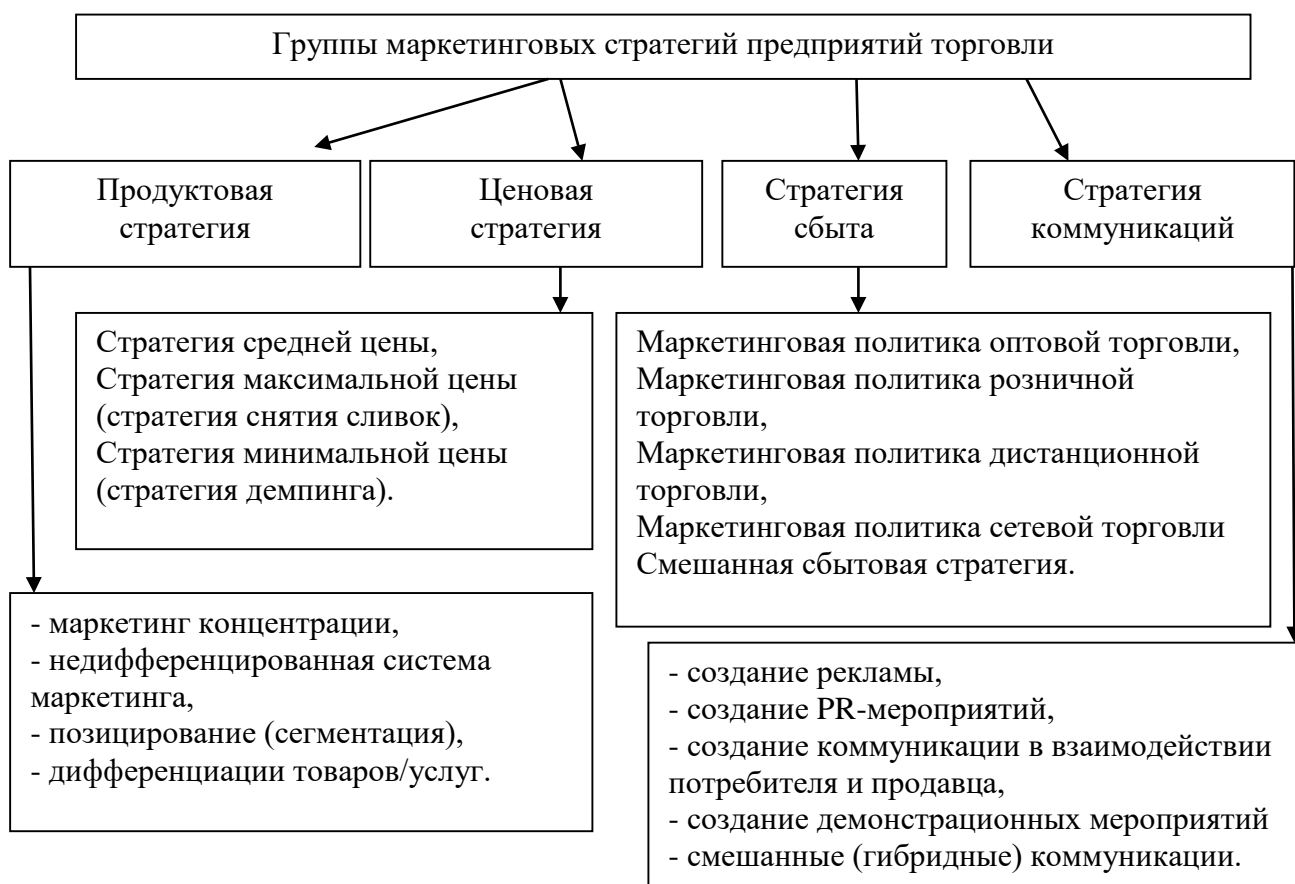 Группы маркетинговых стратегий предприятий торговли
Продуктовая
стратегия
Ценовая
стратегия
Стратегия
сбыта
Стратегия
коммуникаций
Стратегия средней цены,
Стратегия максимальной цены
(стратегия снятия сливок),
Стратегия минимальной цены
(стратегия демпинга).
Маркетинговая политика оптовой торговли,
Маркетинговая политика розничной
торговли,
Маркетинговая политика дистанционной
торговли,
Маркетинговая политика сетевой торговли
Смешанная сбытовая стратегия.
- маркетинг концентрации,
- недифференцированная система
маркетинга,
- позицирование (сегментация),
- дифференциации товаров/услуг.
- создание рекламы,
- создание PR-мероприятий,
- создание коммуникации в взаимодействии
потребителя и продавца,
- создание демонстрационных мероприятий
- смешанные (гибридные) коммуникации.